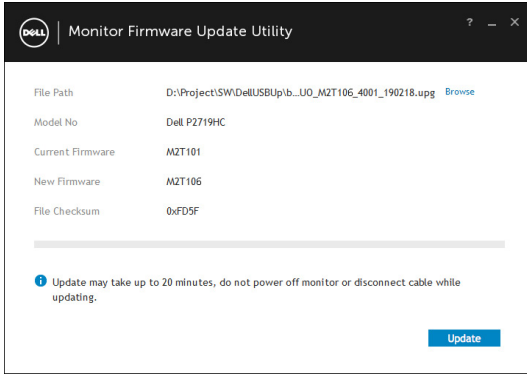 DELL Monitor Firmware Update Utility ? _ X
File Path D:\Project\SW\DellUSBUp\b...UO_M2T106_4001_190218.upg Browse
Model No Dell P2719HC
Current Firmware M2T101
New Firmware M2T106
File Checksum 0xFD5F
i Update may take up to 20 minutes, do not power off monitor or disconnect cable while
updating.
Update